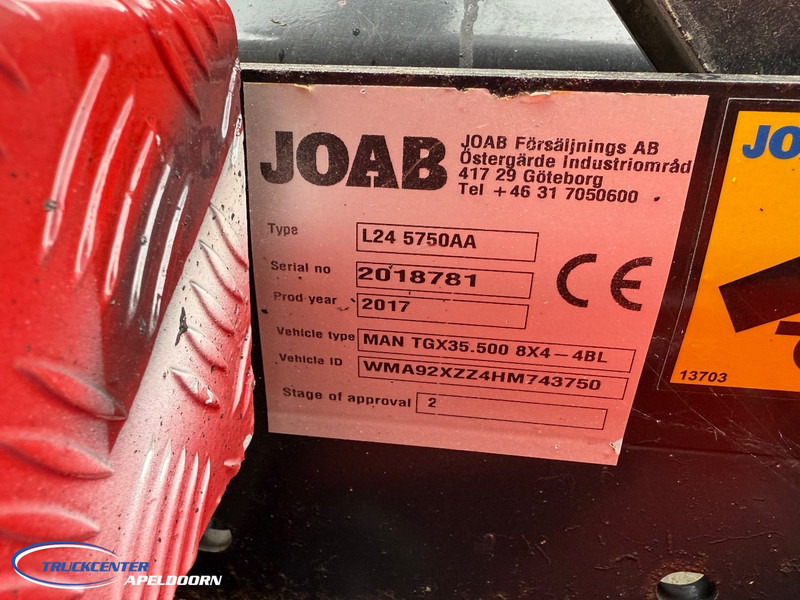 JOAB
JOAB Försäljnings AB
Östergärde industriområd
417 29 Göteborg
Tel +46 31 7050600
Type L24 5750AA
Serial no 2018781
Prod year 2017
Vehicle type MAN TGX35.500 8X4-4BL
Vehicle ID WMA92XZZ4HM743750
Stage of approval 2
CE
JO
13703
TRUCKCENTER
APELDOORN